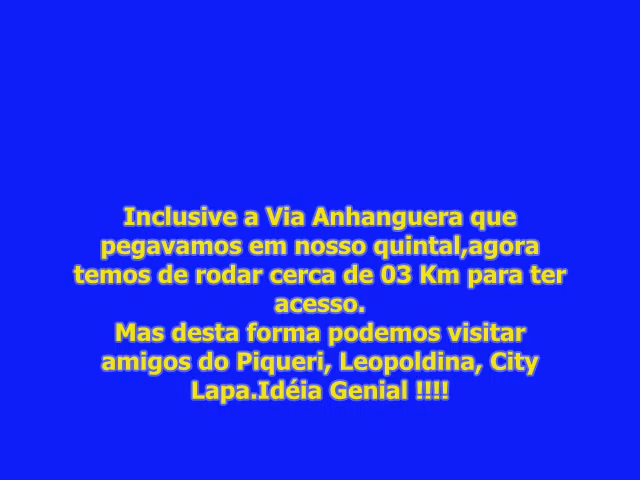 Inclusive a Via Anhanguera que
pegavamos em nosso quintal,agora
temos de rodar cerca de 03 Km para ter
acesso.
Mas desta forma podemos visitar
amigos do Piqueri, Leopoldina, City
Lapa.Idéia Genial !!!!